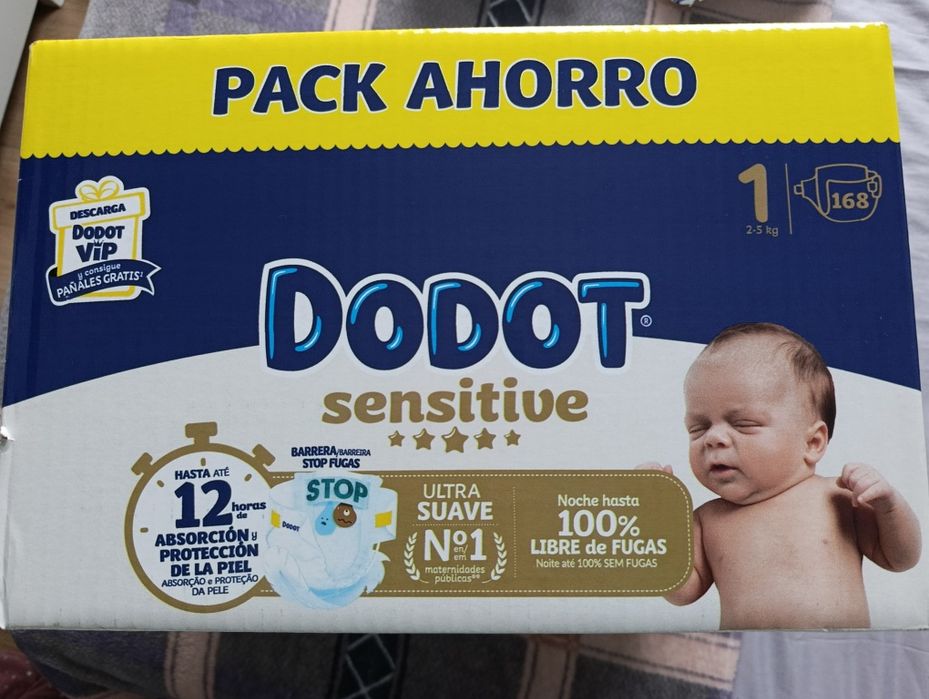 PACK AHORRO
DESCARGA
DODOT
VIP
y consigue
PAÑALES GRATIS¹
1
2-5 kg
168
DODOT®
sensitive
HASTA ATÉ
12 horas de
ABSORCIÓN y
PROTECCIÓN
DE LA PIEL
ABSORÇÃO e PROTEÇÃO
DA PELE
BARRERA/BARREIRA
STOP FUGAS
STOP
DODOT
ULTRA
SUAVE
Nº1
en/
em
maternidades
públicas
Noche hasta
100%
LIBRE de FUGAS
Noite até 100% SEM FUGAS